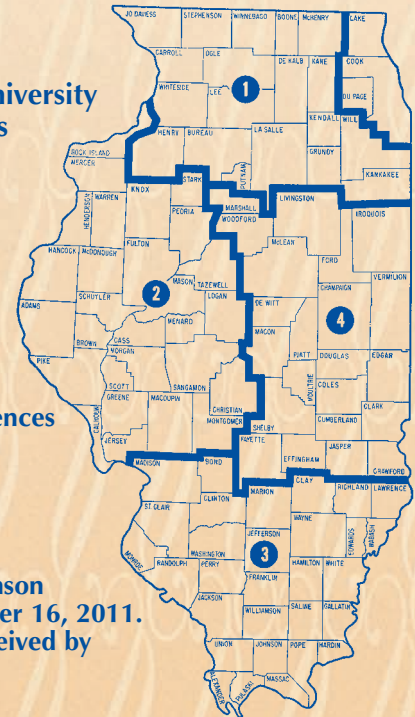 JO DAVIESS STEPHENSON WINNEBAGO BOONE McHENRY LAKE
CARROLL OGLE
DE KALB KANE COOK
niversity
DU PAGE
WHITESIDE LEE 1
s
KENDALL WILL
HENRY BUREAU LA SALLE
GRUNDY
ROCK ISLAND
MERCER PUTNAM KANKAKEE
STARK
KNOX MARSHALL LIVINGSTON
HENDERSON WARREN PEORIA WOODFORD IROQUOIS
McLEAN
FULTON FORD
HANCOCK McDONOUGH
MASON TAZEWELL VERMILION
CHAMPAIGN
SCHUYLER 2 LOGAN DE WITT
ADAMS MENARD 4
MACON
BROWN CASS PIATT DOUGLAS EDGAR
MORGAN
PIKE MOULTRIE
SCOTT SANGAMON COLES
GREENE MACOUPIN CHRISTIAN
ences CLARK
CALHOUN MONTGOMERY SHELBY CUMBERLAND
JERSEY FAYETTE JASPER
EFFINGHAM
MADISON BOND CRAWFORD
CLAY
MARION RICHLAND LAWRENCE
CLINTON
ST. CLAIR WAYNE
JEFFERSON EDWARDS WABASH
WASHINGTON 3
MONROE
RANDOLPH PERRY HAMILTON WHITE
nson FRANKLIN
er 16, 2011.
JACKSON
WILLIAMSON SALINE GALLATIN
eived by
UNION JOHNSON POPE HARDIN
ALEXANDER PULASKI MASSAC